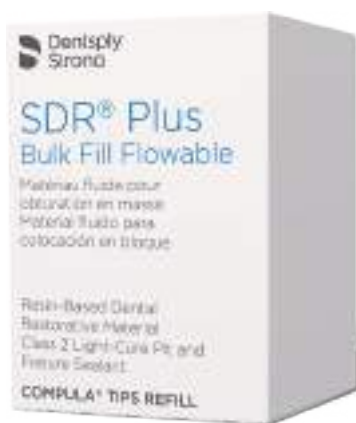 Dentsply
Sirona
SDR® Plus
Bulk Fill Flowable
Matériau fluide pour
obturation en masse
Material fluido para
colocación en bloque
Resin-Based Dental
Restorative Material
Class 2 Light-Cure Pit and
Fissure Sealant
COMPULA® TIPS REFILL